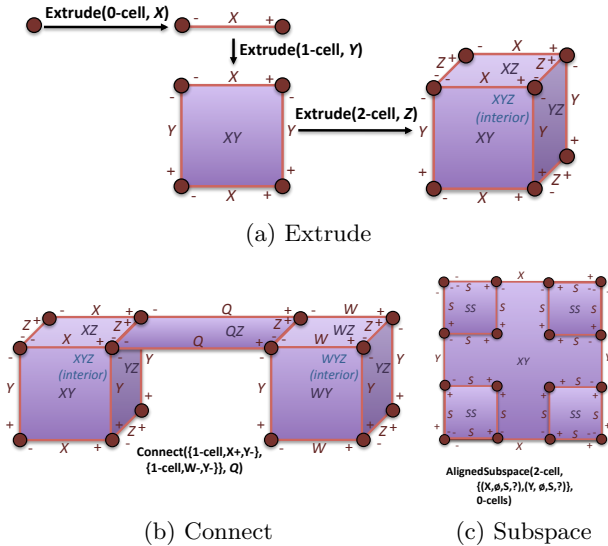 Extrude(0-cell, X)
- X +
Extrude(1-cell, Y)
- X +
- -
Y XY Y
+ +
- X +
Extrude(2-cell, Z)
- X +
Z+ XZ Z+
- X +
- - -
XYZ
(interior)
Y XY Y YZ Y
+ + +
Z+
- X + -
(a) Extrude
- X + - Q + - W +
Z+ XZ Z+ QZ Z+ WZ Z+
- X + - Q + - W +
XYZ
(interior)
WYZ
(interior)
Y XY Y YZ Y
Y WY Y YZ Y
- X +
- W +
Connect({1-cell,X+,Y-},
{1-cell,W-,Y-}}, Q)
(b) Connect
X
- S + + S -
S SS S S SS S
- S + + S -
Y XY Y
- S + + S -
S SS S S SS S
- S + + S -
X
AlignedSubspace(2-cell,
{(X,ø,S,?),(Y, ø,S,?)},
0-cells)
(c) Subspace